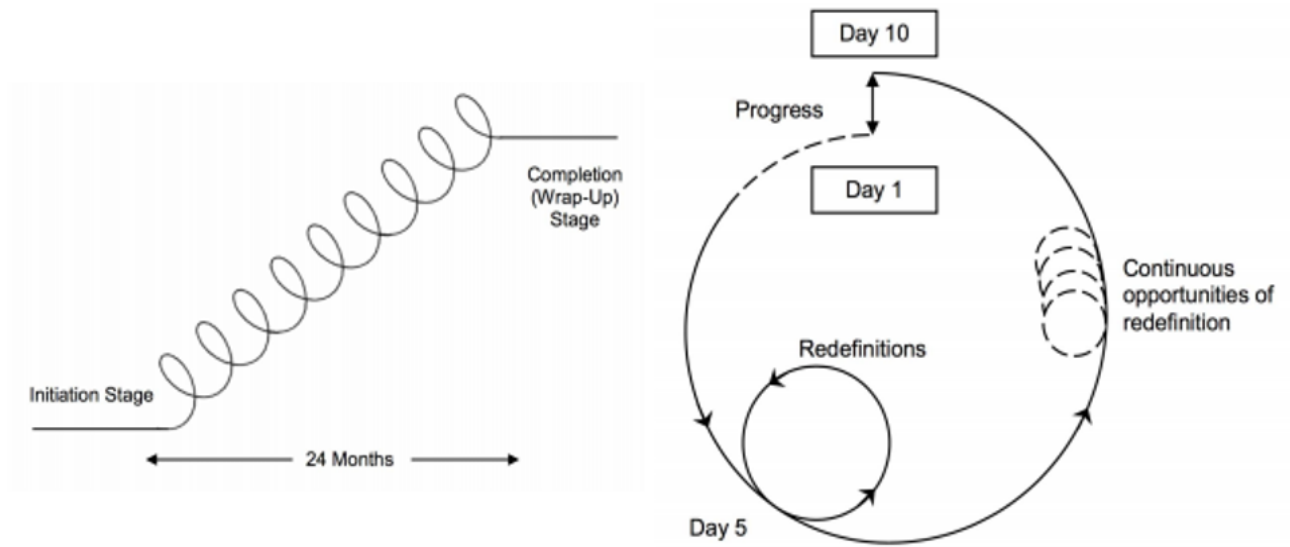 Initiation Stage
24 Months
Completion
(Wrap-Up)
Stage
Day 10
Progress
Day 1
Continuous
opportunities of
redefinition
Redefinitions
Day 5